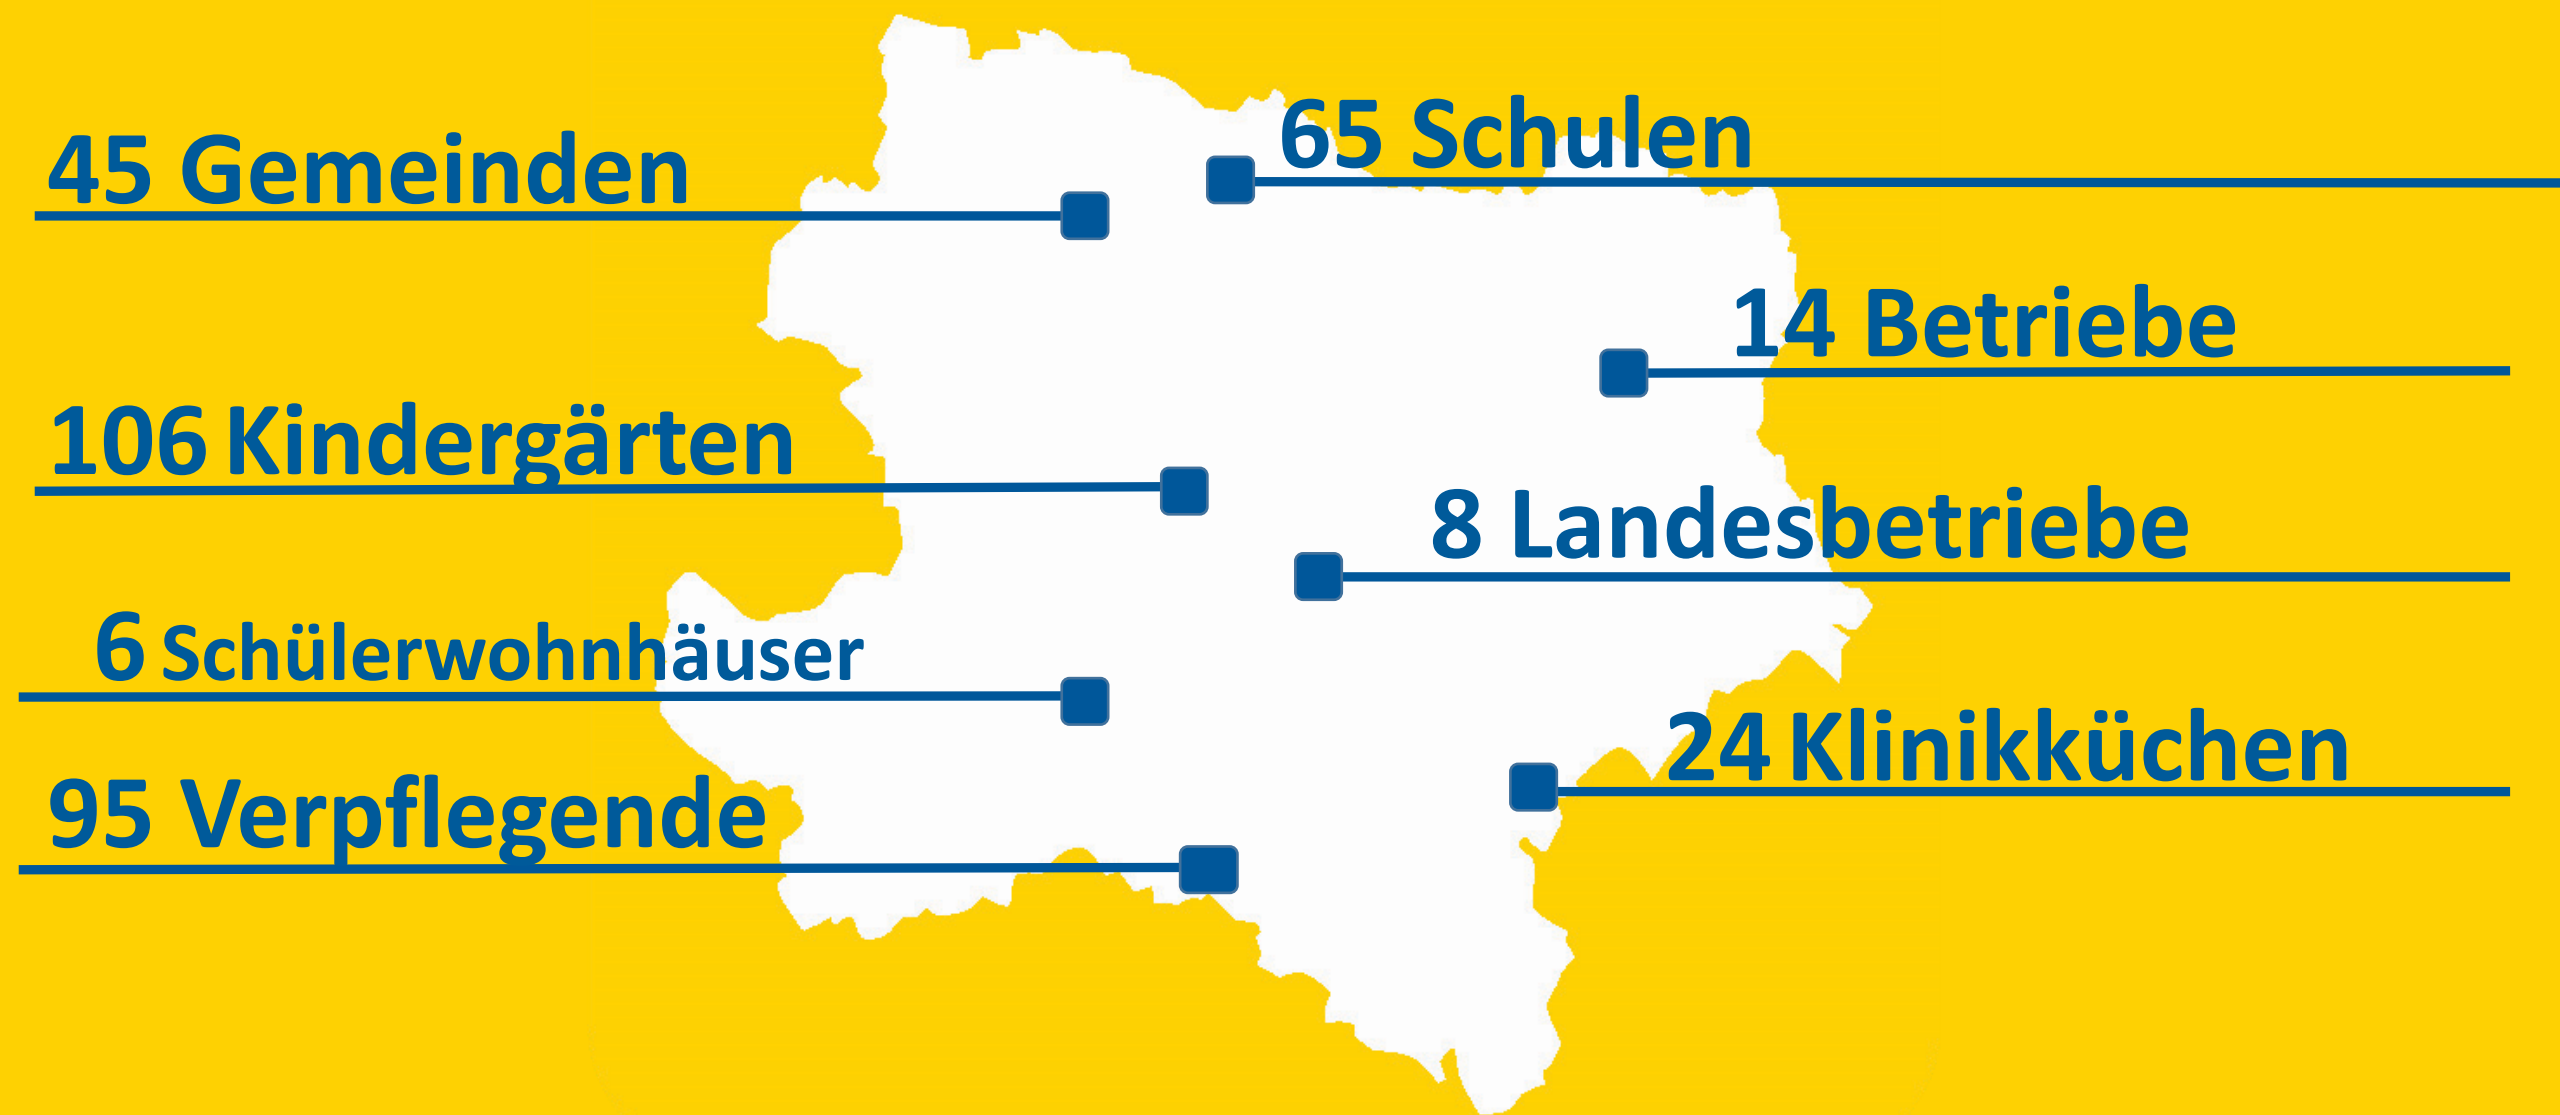 45 Gemeinden
106 Kindergärten
6 Schülerwohnhäuser
95 Verpflegende
65 Schulen
14 Betriebe
8 Landesbetriebe
24 Klinikküchen